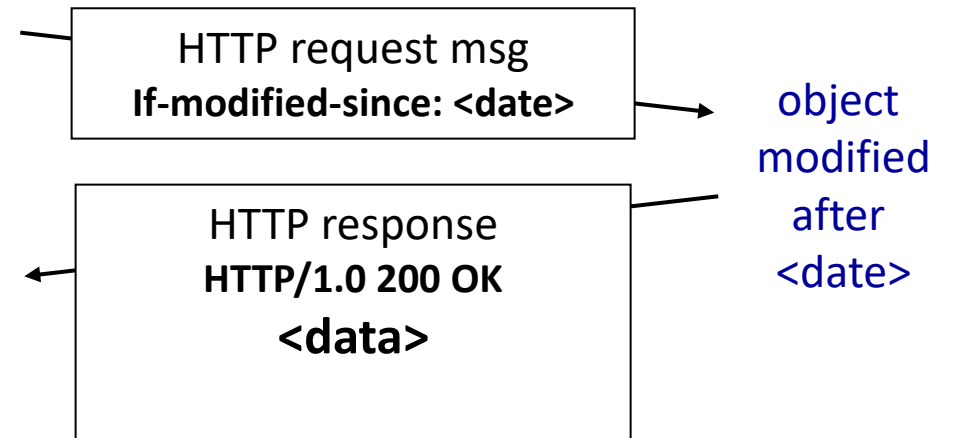 HTTP request msg
If-modified-since: <date>
object
modified
after
<date>
HTTP response
HTTP/1.0 200 OK
<data>